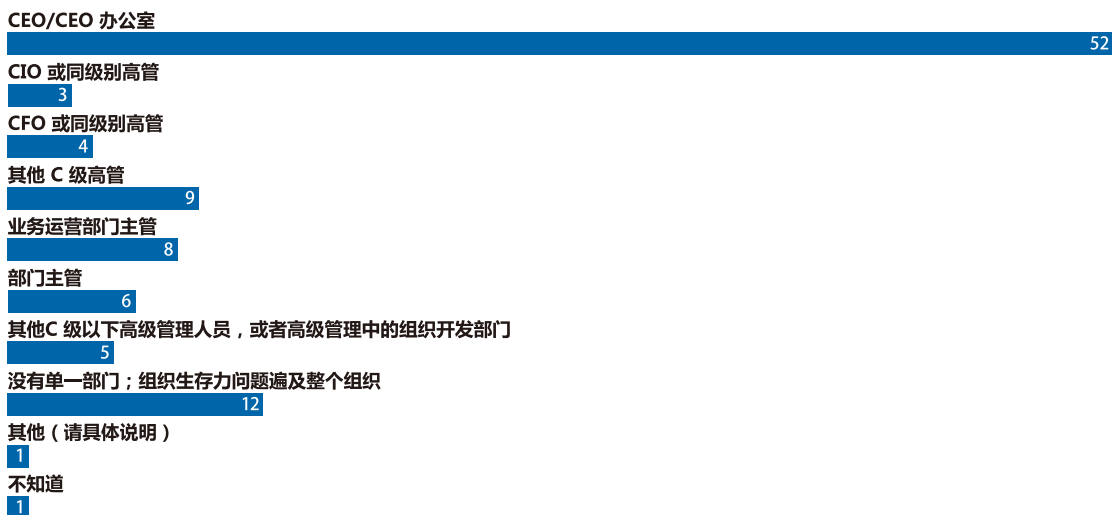 CEO/CEO 办公室
52
CIO 或同级别高管
3
CFO 或同级别高管
4
其他 C 级高管
9
业务运营部门主管
8
部门主管
6
其他C 级以下高级管理人员，或者高级管理中的组织开发部门
5
没有单一部门；组织生存力问题遍及整个组织
12
其他（请具体说明）
1
不知道
1